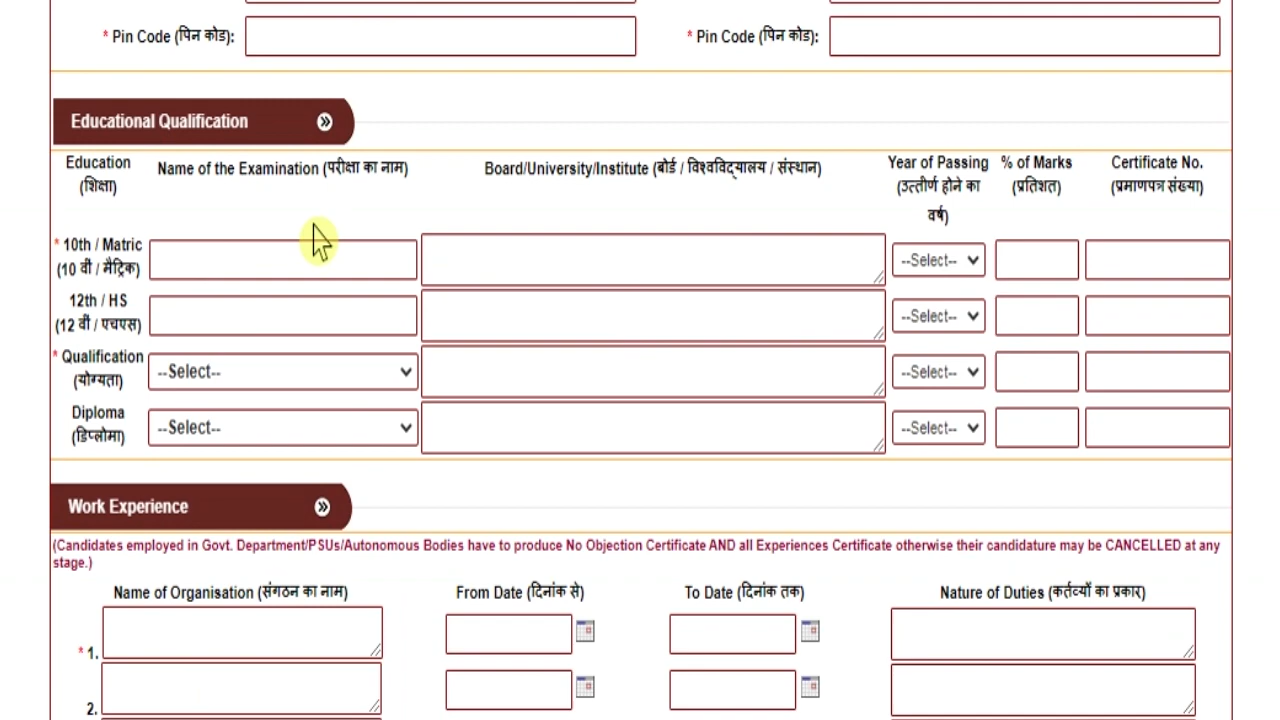 * Pin Code (पिन कोड): * Pin Code (पिन कोड):
Educational Qualification
Education Name of the Examination (परीक्षा का नाम) Board/University/Institute (बोर्ड / विश्वविद्यालय / संस्थान) Year of Passing % of Marks Certificate No.
(शिक्षा) (उत्तीर्ण होने का (प्रतिशत) (प्रमाणपत्र संख्या)
वर्ष)
* 10th / Matric
(10 वी / मैट्रिक) --Select--
12th / HS
(12 वीं / एचएस) --Select--
* Qualification
(योग्यता) --Select-- --Select--
Diploma
(डिप्लोमा) --Select-- --Select--
Work Experience
(Candidates employed in Govt. Department/PSUs/Autonomous Bodies have to produce No Objection Certificate AND all Experiences Certificate otherwise their candidature may be CANCELLED at any
stage.)
Name of Organisation (संगठन का नाम) From Date (दिनांक से) To Date (दिनांक तक) Nature of Duties (कर्तव्यों का प्रकार)
* 1.
2.